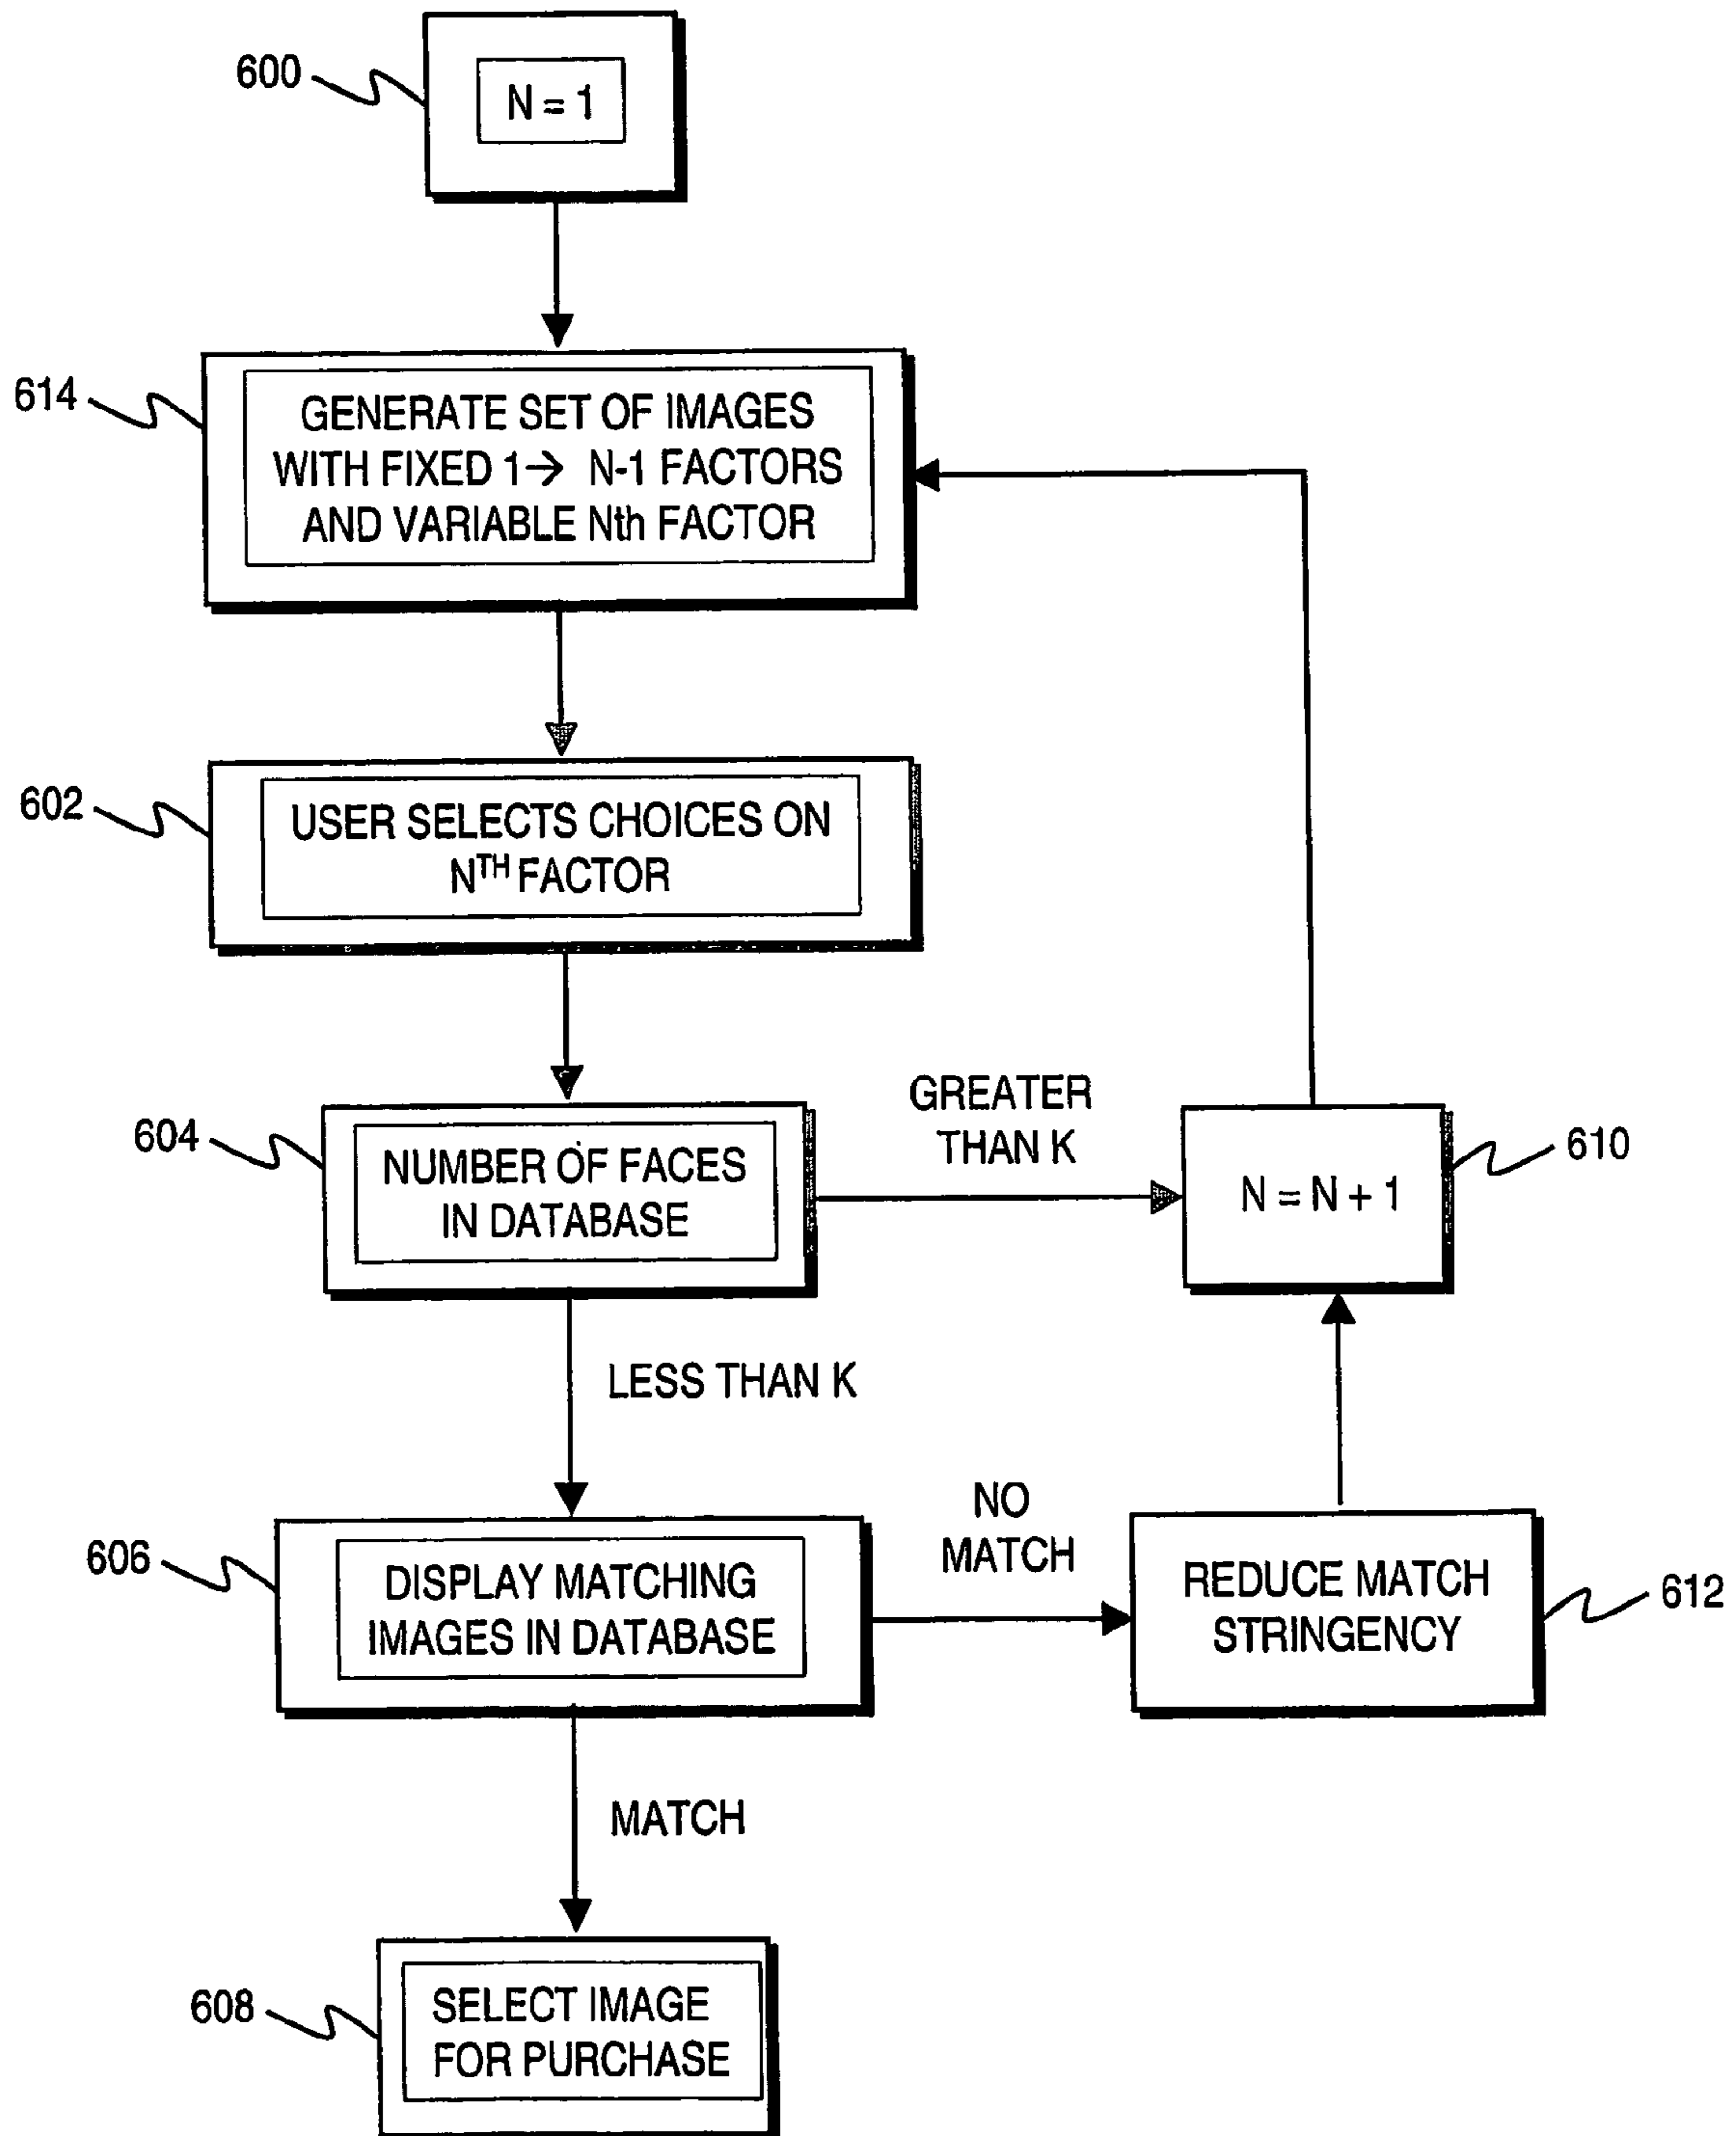 600
N = 1
614
GENERATE SET OF IMAGES
WITH FIXED 1→ N-1 FACTORS
AND VARIABLE Nth FACTOR
602
USER SELECTS CHOICES ON
NTH FACTOR
604
NUMBER OF FACES
IN DATABASE
GREATER
THAN K
N = N + 1
610
LESS THAN K
606
DISPLAY MATCHING
IMAGES IN DATABASE
NO
MATCH
REDUCE MATCH
STRINGENCY
612
MATCH
608
SELECT IMAGE
FOR PURCHASE